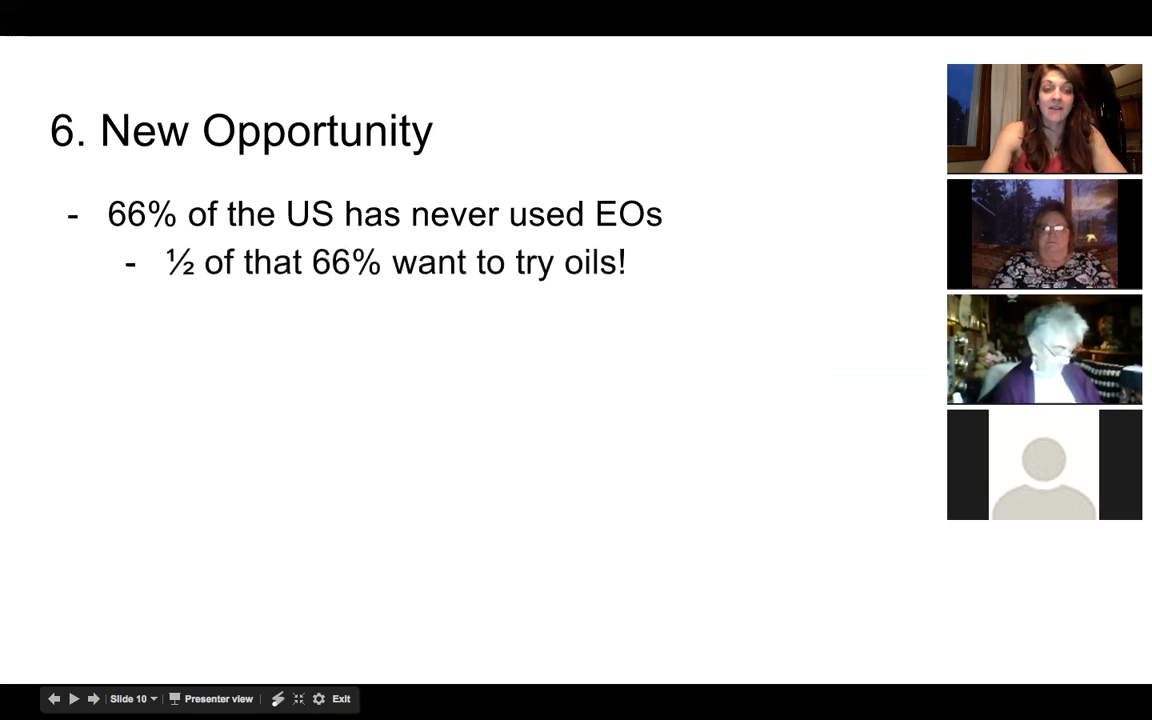 6. New Opportunity
- 66% of the US has never used EOs
- ½ of that 66% want to try oils!
Slide 10 Presenter view Exit